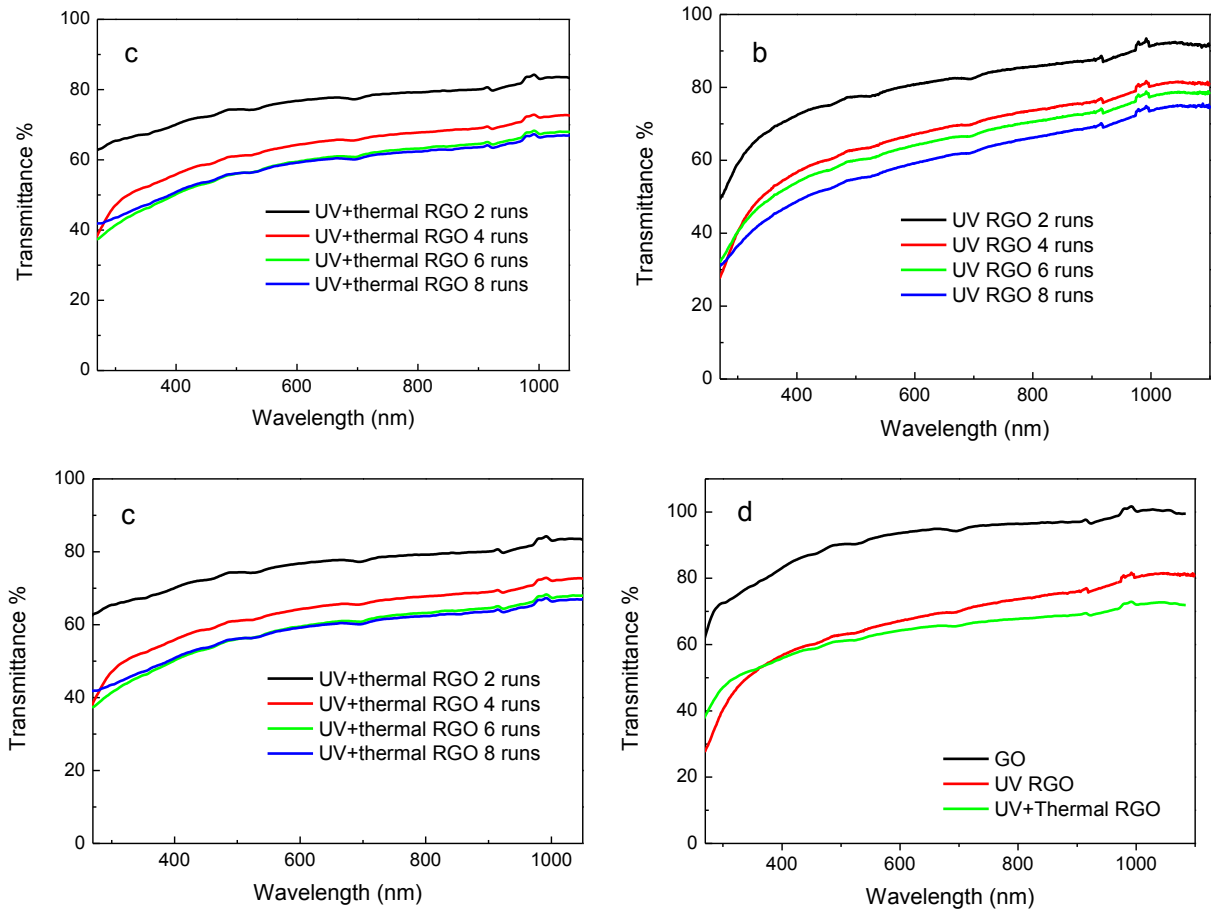 c
100
80
60
40
20
0
Transmittance %
UV+thermal RGO 2 runs
UV+thermal RGO 4 runs
UV+thermal RGO 6 runs
UV+thermal RGO 8 runs
400 600 800 1000
Wavelength (nm)
b
100
80
60
40
20
0
Transmittance %
UV RGO 2 runs
UV RGO 4 runs
UV RGO 6 runs
UV RGO 8 runs
400 600 800 1000
Wavelength (nm)
c
100
80
60
40
20
0
Transmittance %
UV+thermal RGO 2 runs
UV+thermal RGO 4 runs
UV+thermal RGO 6 runs
UV+thermal RGO 8 runs
400 600 800 1000
Wavelength (nm)
d
100
80
60
40
20
0
Transmittance %
GO
UV RGO
UV+Thermal RGO
400 600 800 1000
Wavelength (nm)